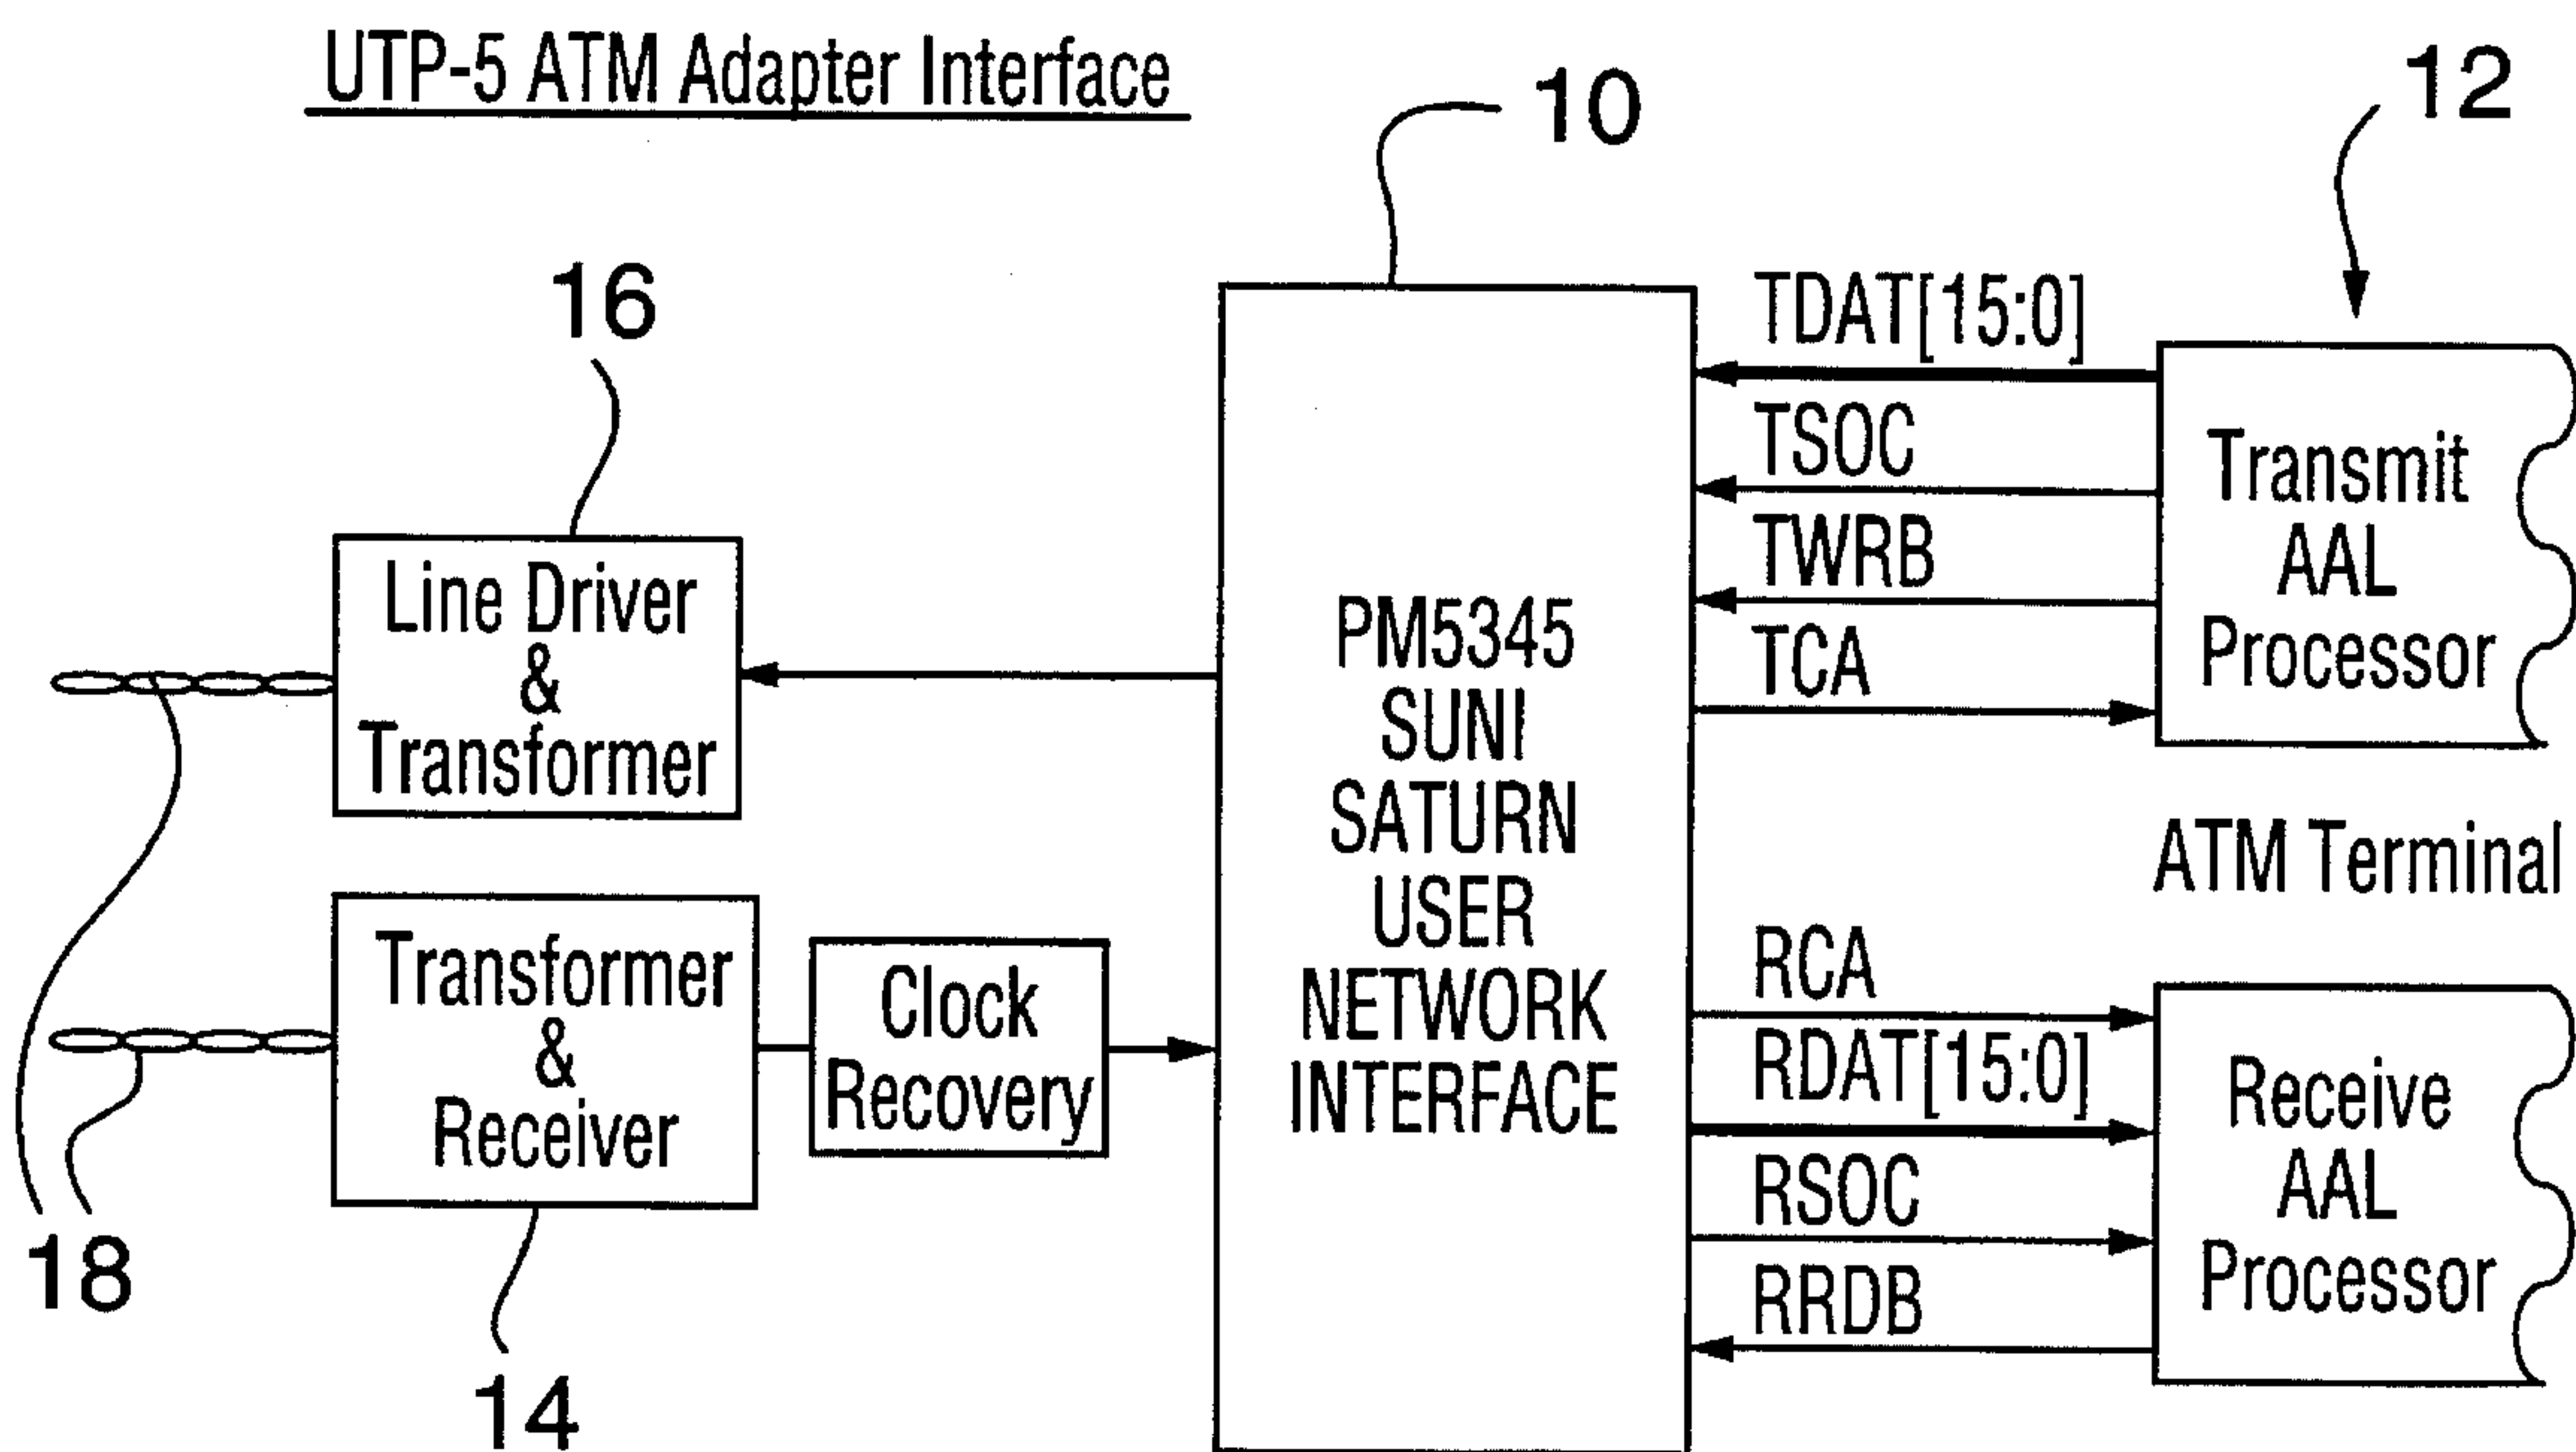 UTP-5 ATM Adapter Interface
10
12
16
TDAT[15:0]
TSOC
TWRB
TCA
Transmit
AAL
Processor
Line Driver
&
Transformer
PM5345
SUNI
SATURN
USER
NETWORK
INTERFACE
ATM Terminal
Transformer
&
Receiver
Clock
Recovery
RCA
RDAT[15:0]
RSOC
RRDB
Receive
AAL
Processor
18
14